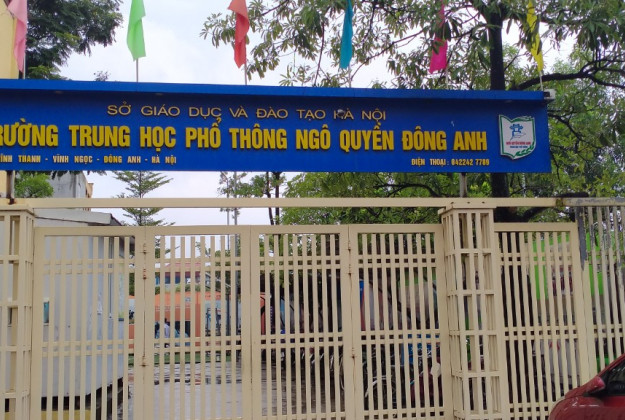 SỞ GIÁO DỤC VÀ ĐÀO TẠO HÀ NỘI
RƯỜNG TRUNG HỌC PHỔ THÔNG NGÔ QUYỀN ĐÔNG ANH
ĨNH THANH - VĨNH NGỌC - ĐÔNG ANH - HÀ NỘI
ĐIỆN THOẠI: 042242 7789